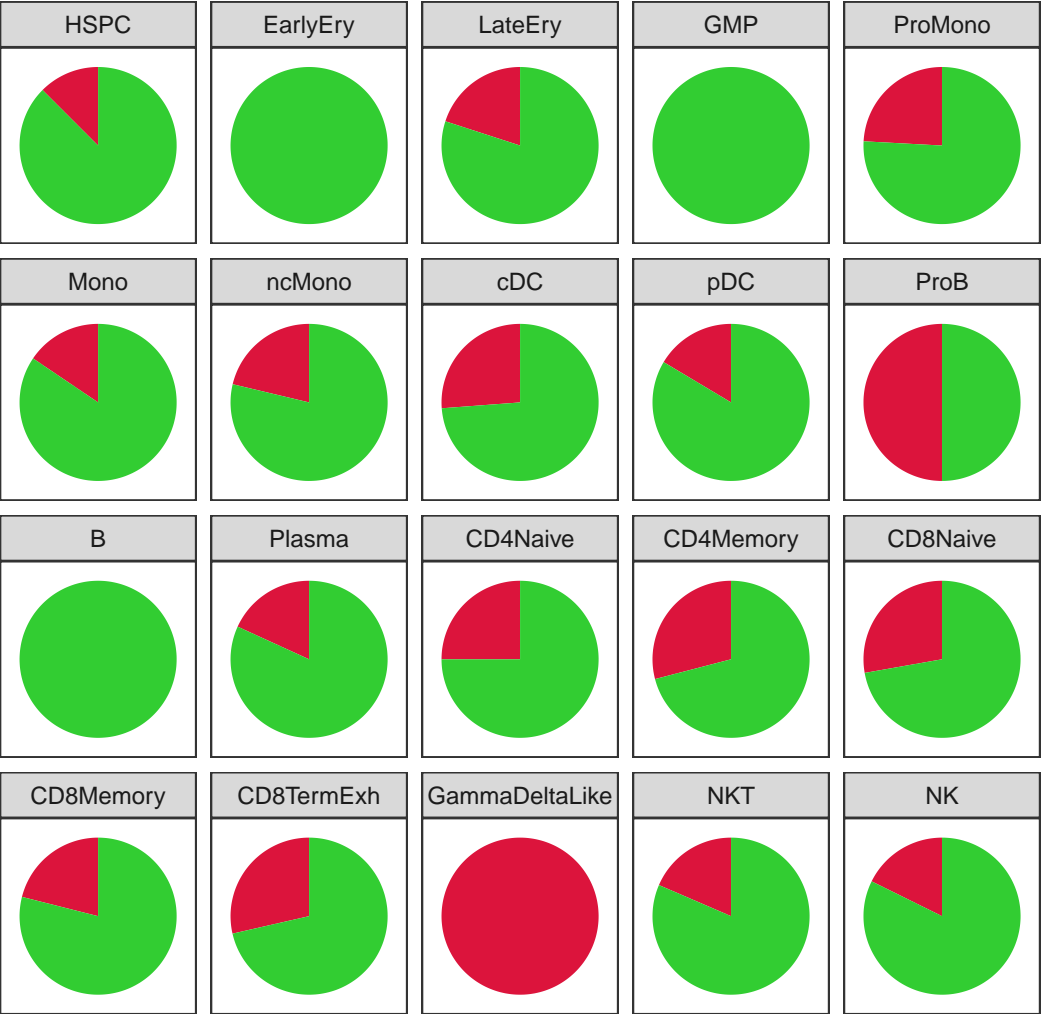 HSPC
EarlyEry
LateEry
GMP
ProMono
Mono
ncMono
cDC
pDC
ProB
B
Plasma
CD4Naive
CD4Memory
CD8Naive
CD8Memory
CD8TermExh
GammaDeltaLike
NKT
NK